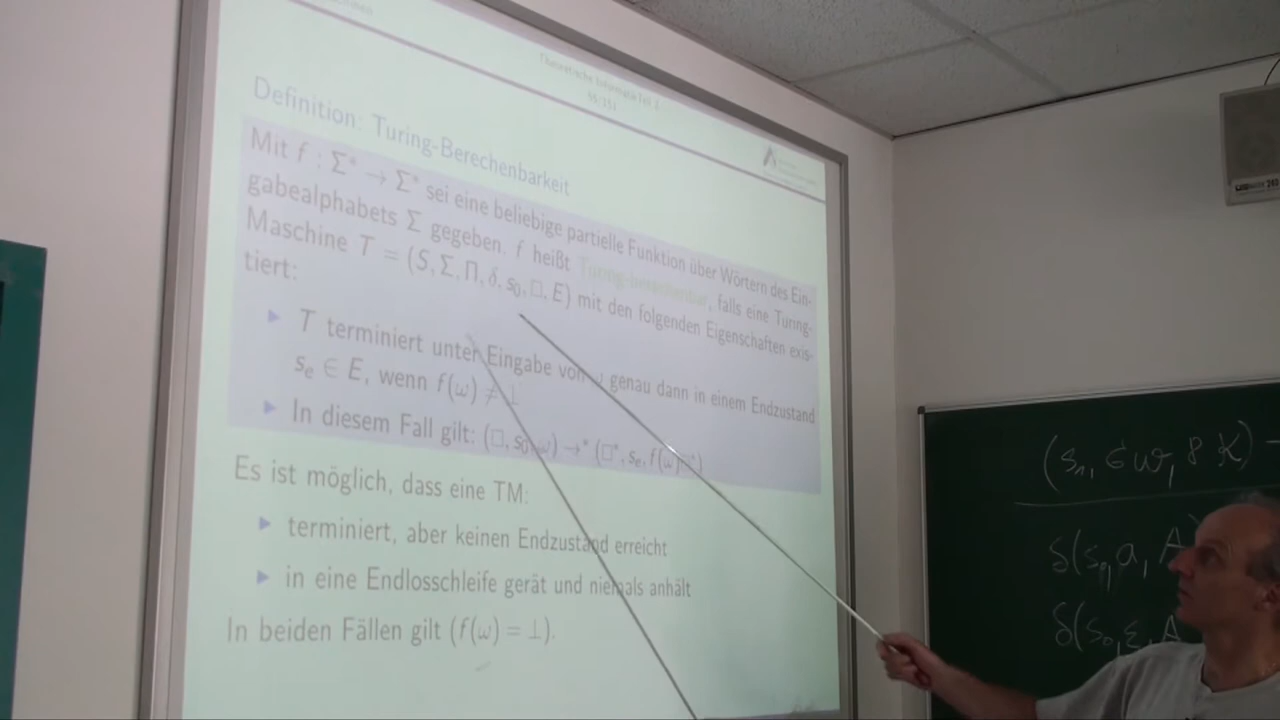 Theoretische Informatik Teil 2
Definition: Turing-Berechenbarkeit
Mit f : Σ* → Σ* sei eine beliebige partielle Funktion über Wörtern des Ein-
gabealphabets Σ gegeben. f heißt Turing-berechenbar, falls eine Turing-
Maschine T = (S, Σ, Π, δ, s₀, □, E) mit den folgenden Eigenschaften exis-
tiert:
▶ T terminiert unter Eingabe von ω genau dann in einem Endzustand
sₑ ∈ E, wenn f(ω) ≠ ⊥
▶ In diesem Fall gilt: (□, s₀, ω) →* (□*, sₑ, f(ω)□*)
Es ist möglich, dass eine TM:
▶ terminiert, aber keinen Endzustand erreicht
▶ in eine Endlosschleife gerät und niemals anhält
In beiden Fällen gilt (f(ω) = ⊥).
δ(s₀, ε, A